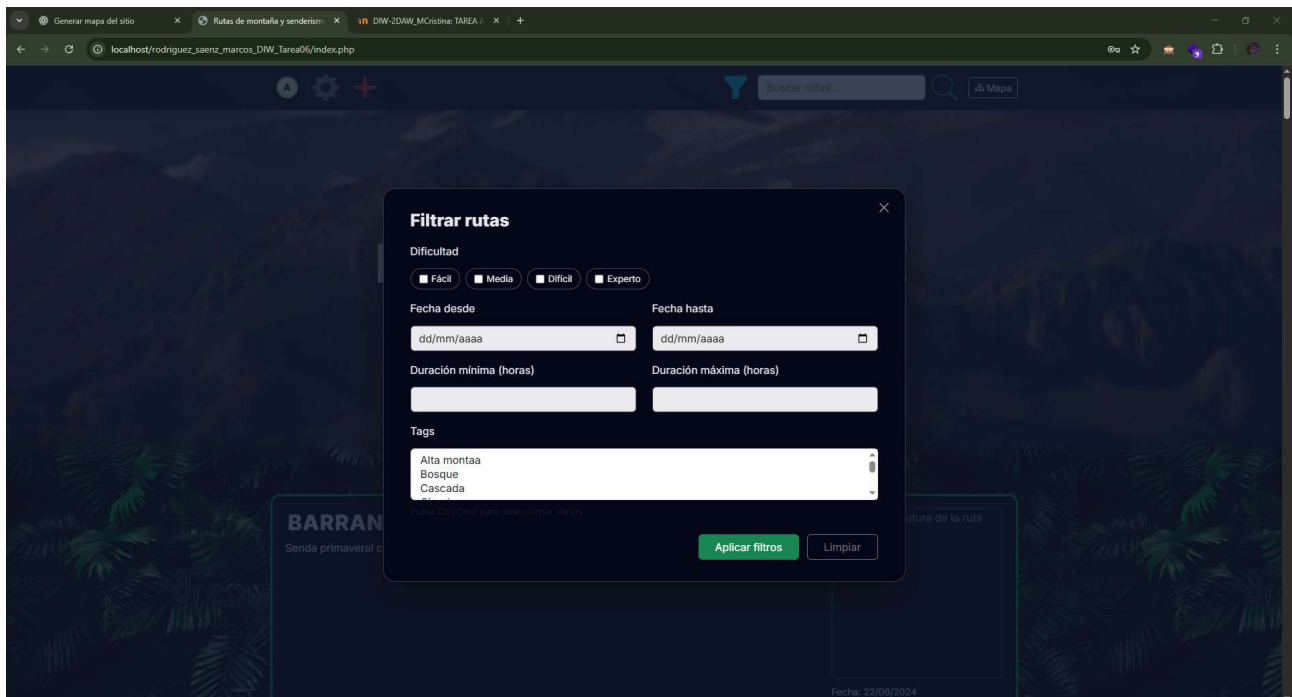 Generar mapa del sitio
Rutas de montaña y senderism
DIW-2DAW_MCristina: TAREA A
localhost/rodriguez_saenz_marcos_DIW_Tarea06/index.php
9
A
Buscar rutas...
Mapa
Filtrar rutas
Dificultad
Fácil Media Difícil Experto
Fecha desde Fecha hasta
dd/mm/aaaa dd/mm/aaaa
Duración mínima (horas) Duración máxima (horas)
Tags
Alta montaa
Bosque
Cascada
Pulsa Ctrl/Cmd para seleccionar varios
BARRAN
atura de la ruta
Senda primaveral c
Aplicar filtros Limpiar
Fecha: 22/06/2024